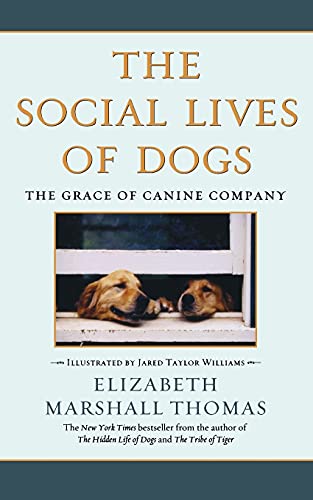 THE
SOCIAL LIVES
OF DOGS
THE GRACE OF CANINE COMPANY
ILLUSTRATED BY JARED TAYLOR WILLIAMS
ELIZABETH
MARSHALL THOMAS
The New York Times bestseller from the author of
The Hidden Life of Dogs and The Tribe of Tiger